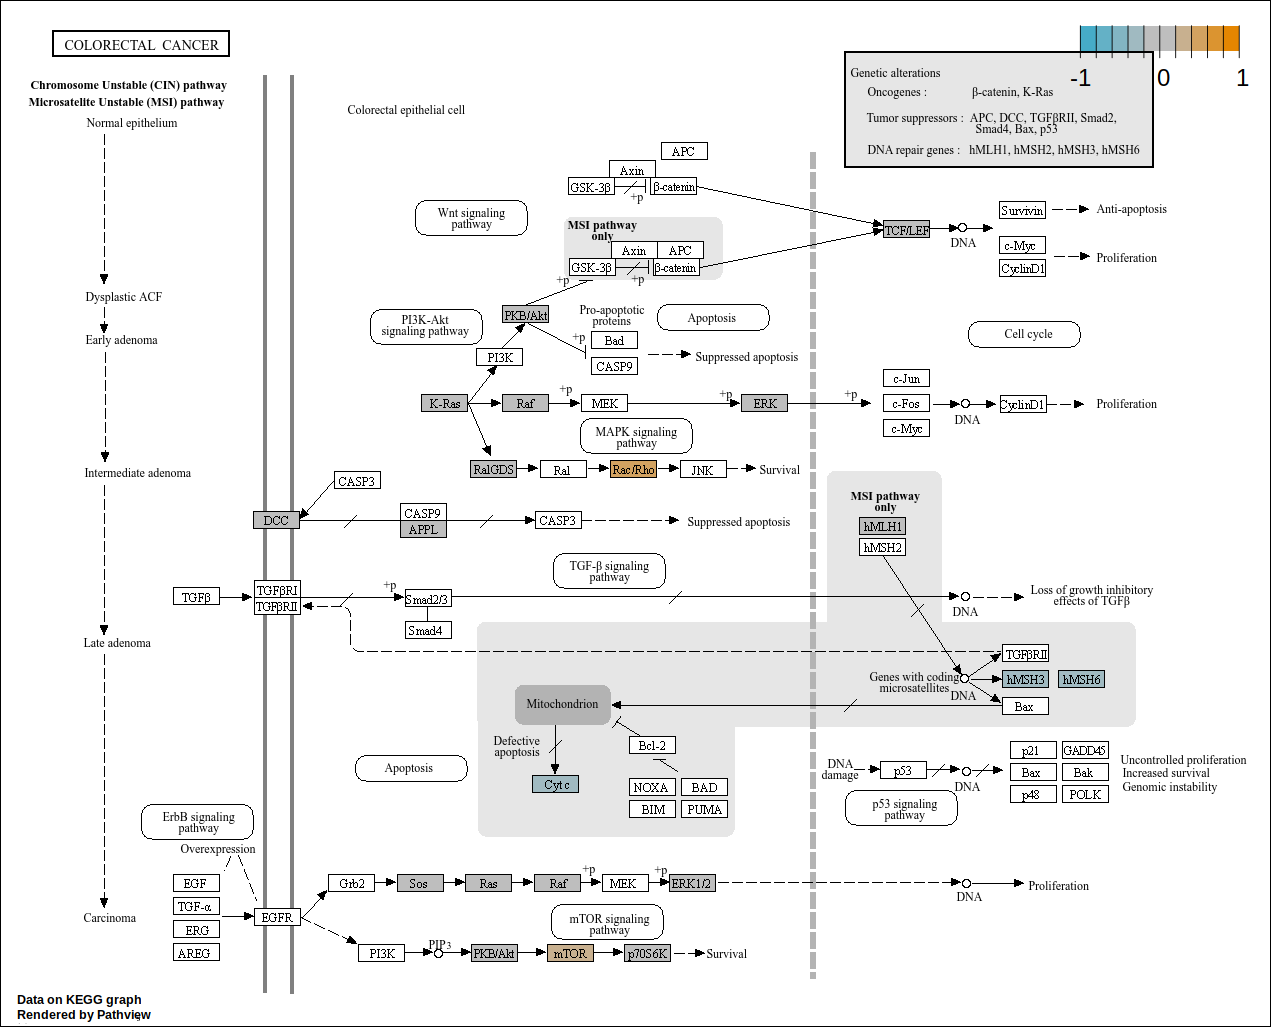 COLORECTAL CANCER
-1 0 1
Genetic alterations
Oncogenes : β-catenin, K-Ras
Tumor suppressors : APC, DCC, TGFβRII, Smad2,
Smad4, Bax, p53
DNA repair genes : hMLH1, hMSH2, hMSH3, hMSH6
Chromosome Unstable (CIN) pathway
Microsatelite Unstable (MSI) pathway
Normal epithelium
Dysplastic ACF
Early adenoma
Intermediate adenoma
Late adenoma
Carcinoma
Colorectal epithelial cell
APC
Axin
GSK-3β
+p
β-catenin
Wnt signaling
pathway
MSI pathway
only
Axin
APC
GSK-3β
+p
β-catenin
+p
TCF/LEF
DNA
Survivin
Anti-apoptosis
c-Myc
CyclinD1
Proliferation
PI3K-Akt
signaling pathway
PKB/Akt
PI3K
Pro-apoptotic
proteins
+p
Bad
CASP9
Apoptosis
Suppressed apoptosis
Cell cycle
K-Ras
Raf
+p
MEK
+p
ERK
+p
c-Jun
c-Fos
c-Myc
DNA
CyclinD1
Proliferation
MAPK signaling
pathway
RalGDS
Ral
Rac/Rho
JNK
Survival
CASP3
DCC
CASP9
APPL
CASP3
Suppressed apoptosis
MSI pathway
only
hMLH1
hMSH2
TGF-β signaling
pathway
TGFβ
TGFβRI
TGFβRII
+p
Smad2/3
Smad4
DNA
Loss of growth inhibitory
effects of TGFβ
Genes with coding
microsatellites
DNA
TGFβRII
hMSH3
hMSH6
Bax
Mitochondrion
Defective
apoptosis
Cytc
Bcl-2
NOXA
BAD
BIM
PUMA
Apoptosis
DNA
damage
p53
DNA
p21
GADD45
Bax
Bak
p48
POLK
Uncontrolled proliferation
Increased survival
Genomic instability
p53 signaling
pathway
ErbB signaling
pathway
Overexpression
EGF
TGF-α
ERG
AREG
EGFR
Grb2
Sos
Ras
Raf
+p
MEK
+p
ERK1/2
DNA
Proliferation
mTOR signaling
pathway
PI3K
PIP3
PKB/Akt
mTOR
p70S6K
Survival
Data on KEGG graph
Rendered by Pathview